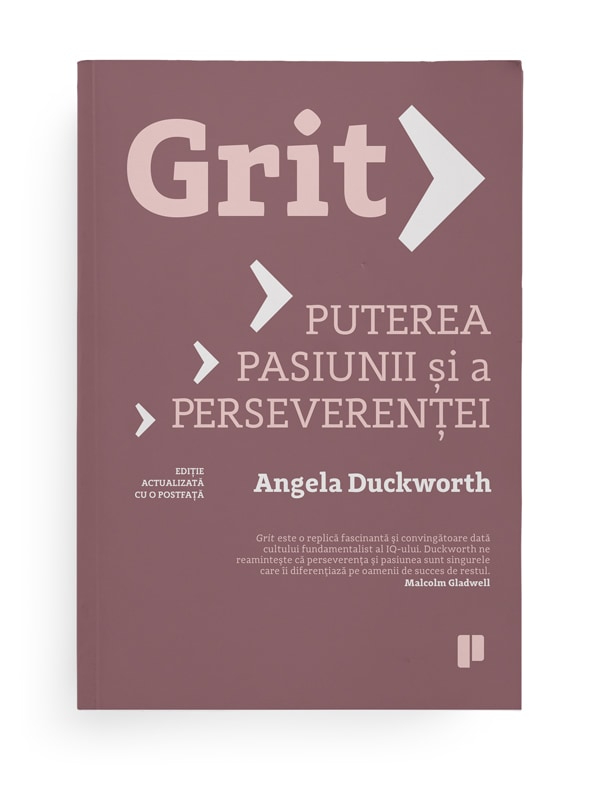 Grit
PUTEREA
PASIUNII și a
PERSEVERENȚEI
EDIȚIE
ACTUALIZATĂ
CU O POSTFAȚĂ
Angela Duckworth
Grit este o replică fascinantă și convingătoare dată
cultului fundamentalist al IQ-ului. Duckworth ne
reamintește că perseverența și pasiunea sunt singurele
care îi diferențiază pe oamenii de succes de restul.
Malcolm Gladwell